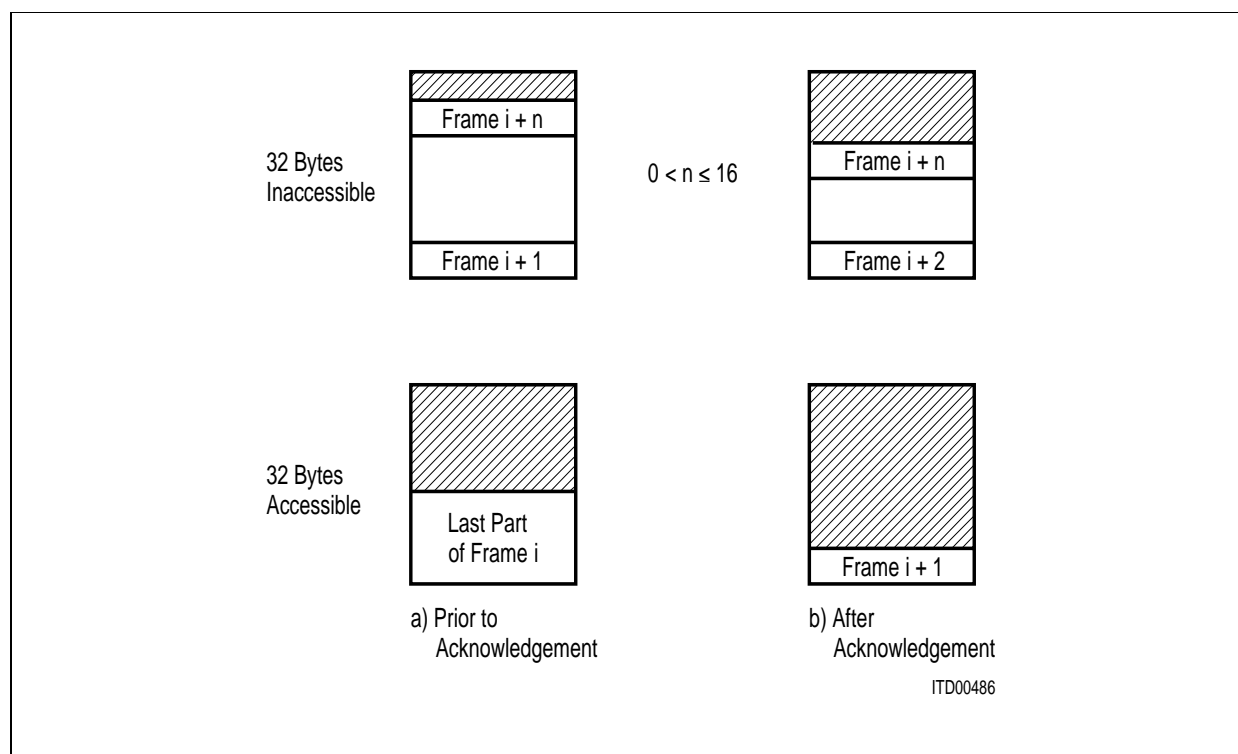 Frame i + n
32 Bytes
Inaccessible
Frame i + 1
0 < n ≤ 16
Frame i + n
Frame i + 2
32 Bytes
Accessible
Last Part
of Frame i
Frame i + 1
a) Prior to
Acknowledgement
b) After
Acknowledgement
ITD00486